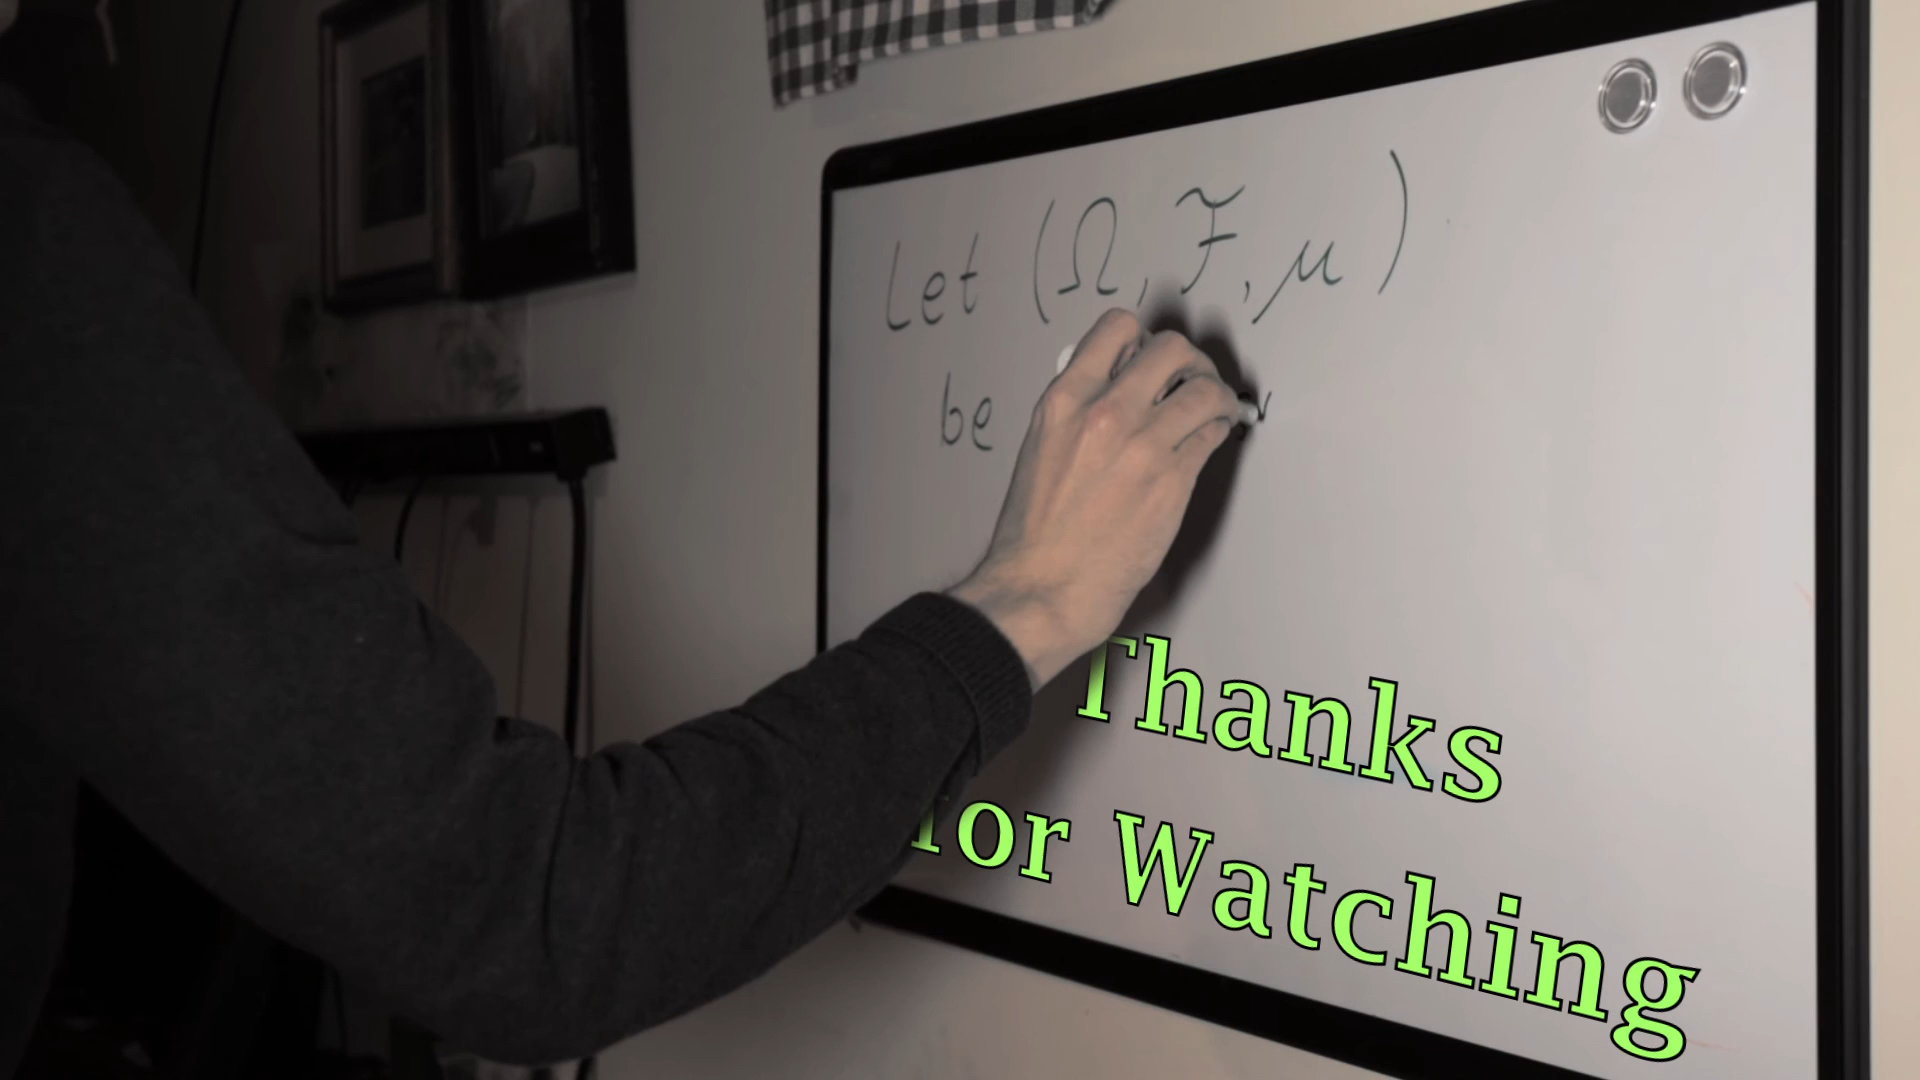 Let (Ω, ℱ, μ)
be
Thanks
for Watching